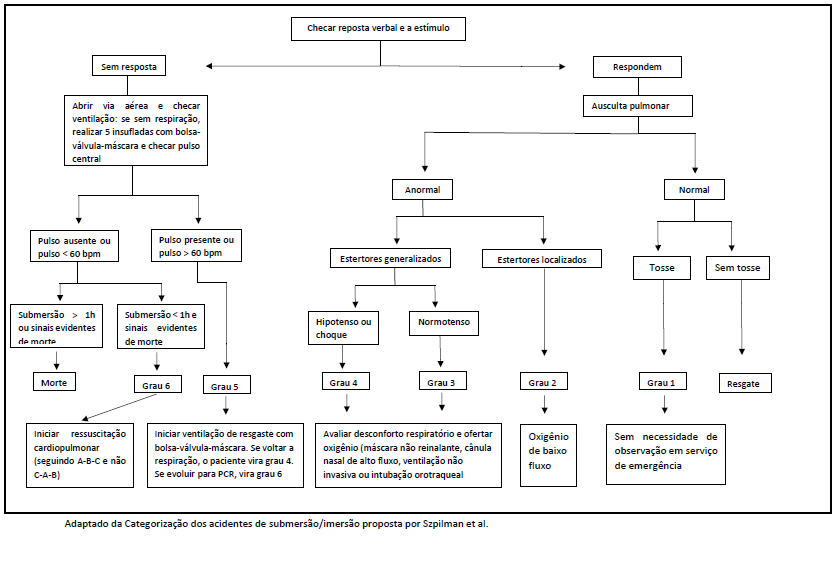 Checar reposta verbal e a estímulo
Sem resposta
Respondem
Abrir via aérea e checar
ventilação: se sem respiração,
realizar 5 insufladas com bolsa-
válvula-máscara e checar pulso
central
Ausculta pulmonar
Anormal
Normal
Pulso ausente ou
pulso < 60 bpm
Pulso presente ou
pulso > 60 bpm
Estertores generalizados
Estertores localizados
Tosse
Sem tosse
Submersão > 1h
ou sinais evidentes
de morte
Submersão < 1h e
sinais evidentes
de morte
Hipotenso ou
choque
Normotenso
Morte
Grau 6
Grau 5
Grau 4
Grau 3
Grau 2
Grau 1
Resgate
Iniciar ressuscitação
cardiopulmonar
(seguindo A-B-C e não
C-A-B)
Iniciar ventilação de resgaste com
bolsa-válvula-máscara. Se voltar a
respiração, o paciente vira grau 4.
Se evoluir para PCR, vira grau 6
Avaliar desconforto respiratório e ofertar
oxigênio (máscara não reinalante, cânula
nasal de alto fluxo, ventilação não
invasiva ou intubação orotraqueal
Oxigênio
de baixo
fluxo
Sem necessidade de
observação em serviço
de emergência
Adaptado da Categorização dos acidentes de submersão/imersão proposta por Szpilman et al.